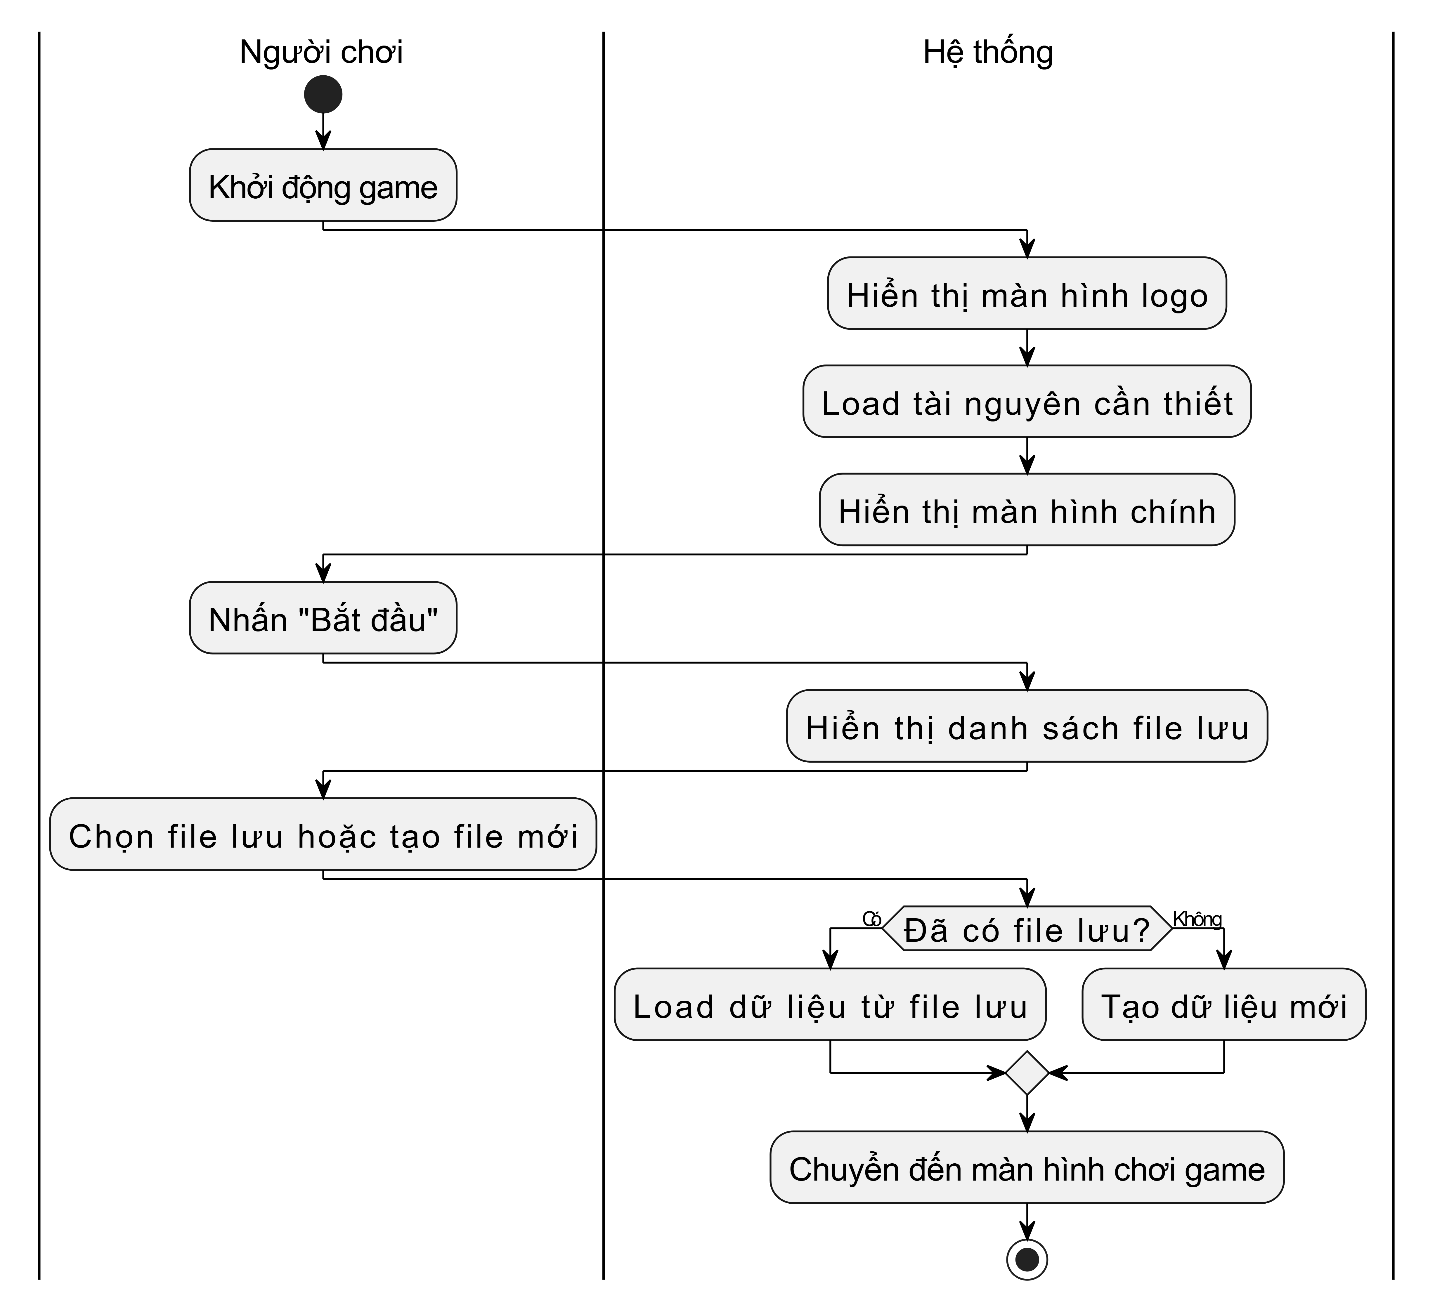 Người chơi
Hệ thống
Khởi động game
Hiển thị màn hình logo
Load tài nguyên cần thiết
Hiển thị màn hình chính
Nhấn "Bắt đầu"
Hiển thị danh sách file lưu
Chọn file lưu hoặc tạo file mới
Có
Đã có file lưu?
Không
Load dữ liệu từ file lưu
Tạo dữ liệu mới
Chuyển đến màn hình chơi game